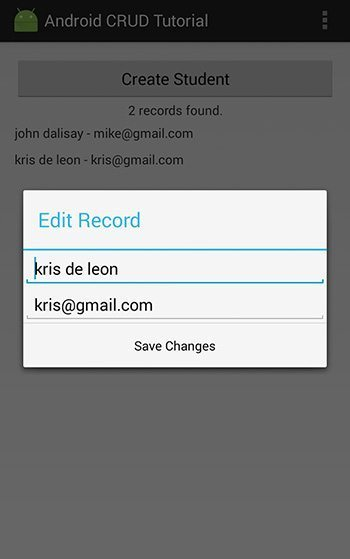 Android CRUD Tutorial
Create Student
2 records found.
john dalisay - mike@gmail.com
kris de leon - kris@gmail.com
Edit Record
kris de leon
kris@gmail.com
Save Changes